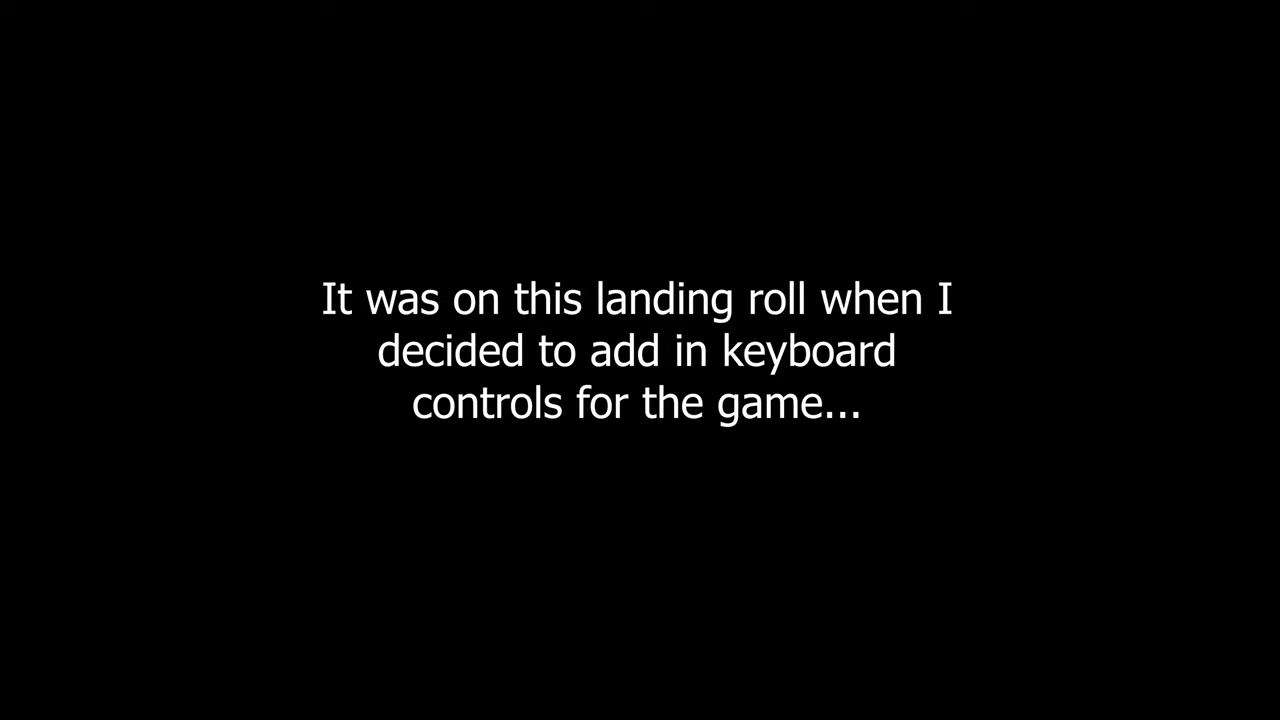 It was on this landing roll when I
decided to add in keyboard
controls for the game...